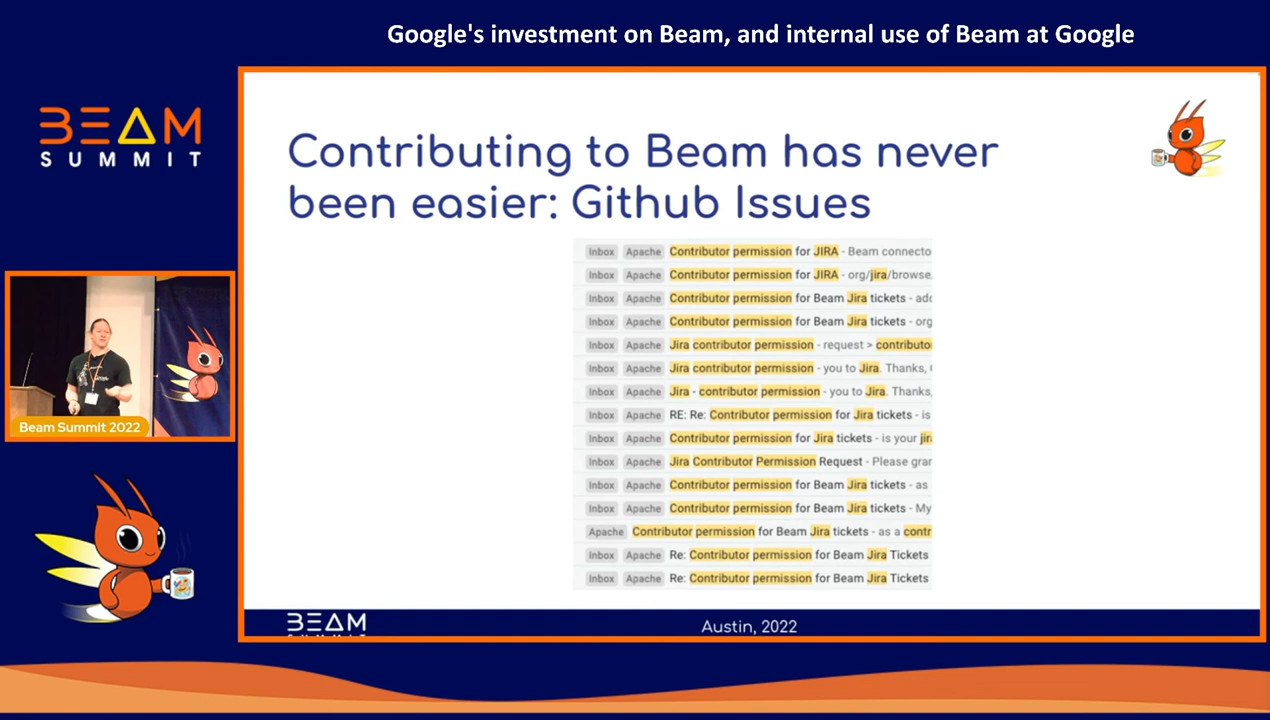 Google's investment on Beam, and internal use of Beam at Google
BEAM
SUMMIT
Contributing to Beam has never
been easier: Github Issues
Inbox Apache Contributor permission for JIRA - Beam connecto
Inbox Apache Contributor permission for JIRA - org/jira/browse
Inbox Apache Contributor permission for Beam Jira tickets - add
Inbox Apache Contributor permission for Beam Jira tickets - org
Inbox Apache Jira contributor permission - request > contributo
Inbox Apache Jira contributor permission - you to Jira. Thanks,
Inbox Apache Jira - contributor permission - you to Jira. Thanks,
Inbox Apache RE: Re: Contributor permission for Jira tickets - is
Inbox Apache Contributor permission for Jira tickets - is your jir
Inbox Apache Jira Contributor Permission Request - Please gran
Inbox Apache Contributor permission for Beam Jira tickets - as
Inbox Apache Contributor permission for Beam Jira tickets - My
Apache Contributor permission for Beam Jira tickets - as a contr
Inbox Apache Re: Contributor permission for Beam Jira Tickets
Inbox Apache Re: Contributor permission for Beam Jira Tickets
Beam Summit 2022
BEAM
Austin, 2022